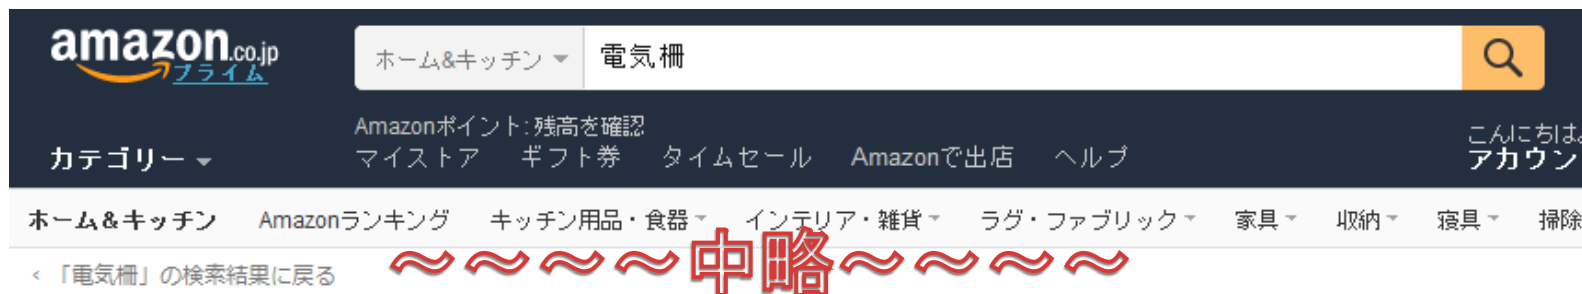 amazon.co.jp
プライム
ホーム&キッチン
電気柵
Amazonポイント: 残高を確認
こんにちは。
カテゴリー
マイストア ギフト券 タイムセール Amazonで出店 ヘルプ
アカウン
ホーム&キッチン Amazonランキング キッチン用品・食器 インテリア・雑貨 ラグ・ファブリック 家具 収納 寝具 掃除
‹ 「電気柵」の検索結果に戻る
～～～～中略～～～～